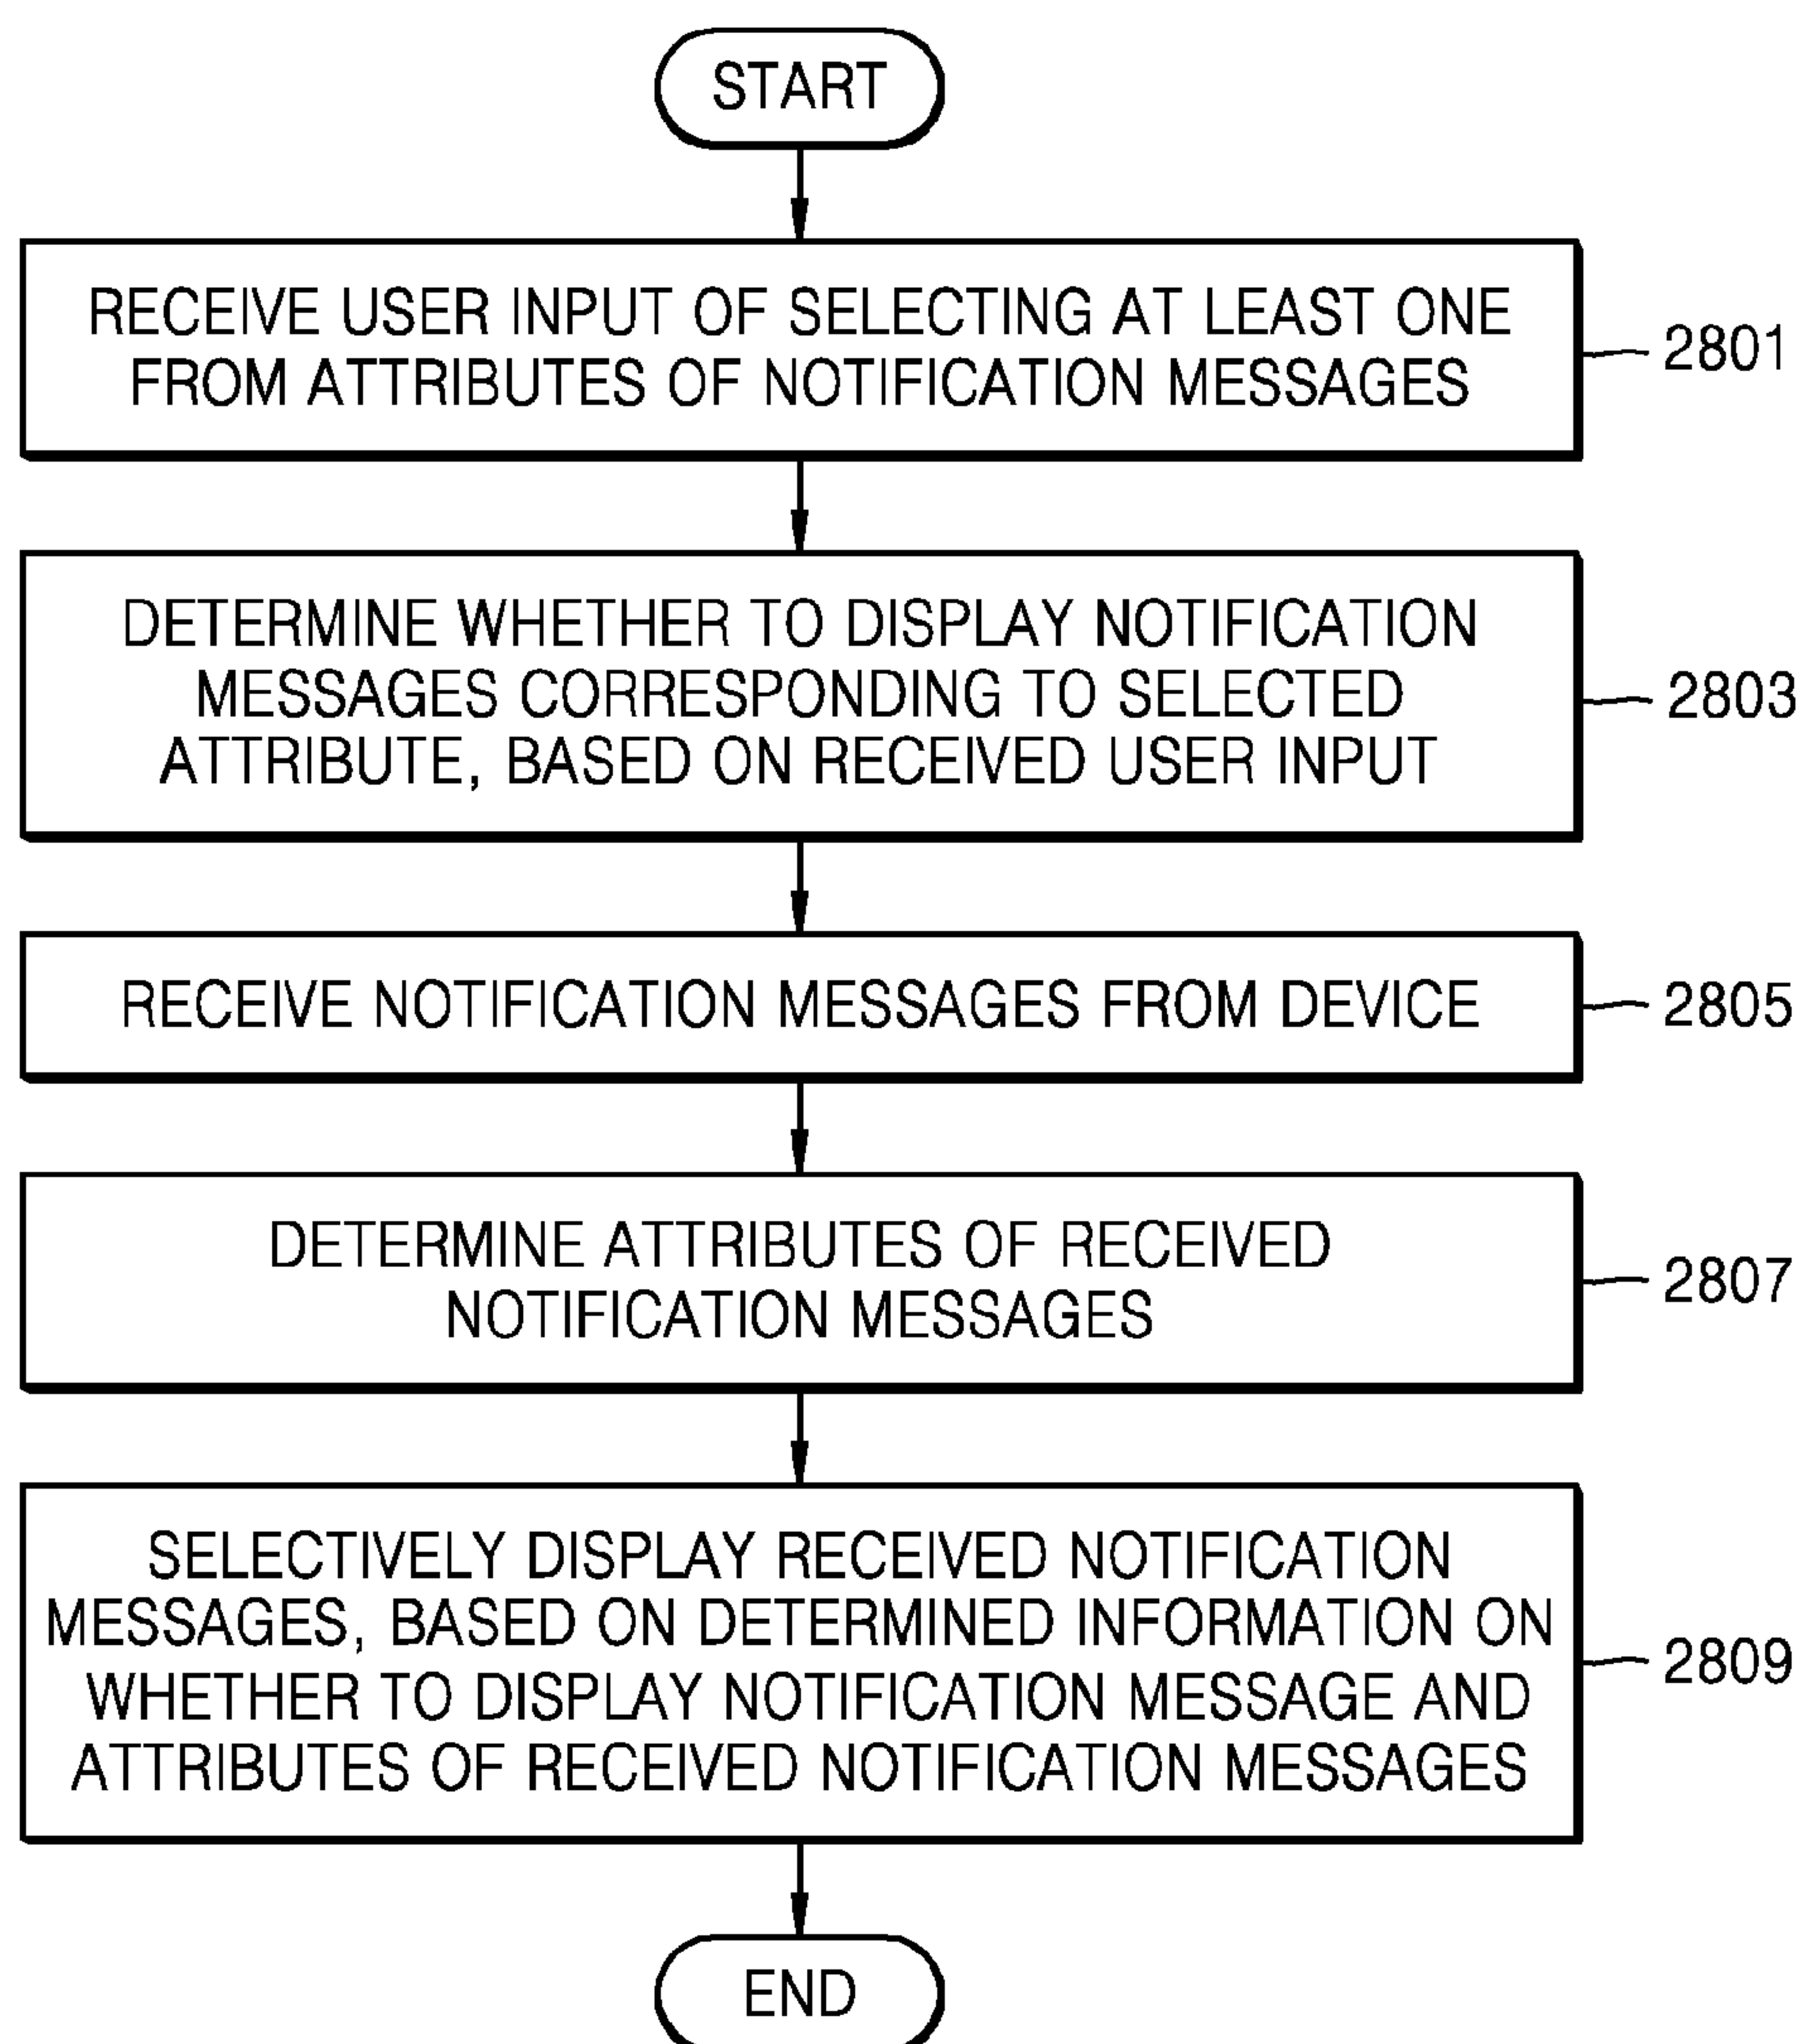 START
RECEIVE USER INPUT OF SELECTING AT LEAST ONE
FROM ATTRIBUTES OF NOTIFICATION MESSAGES
2801
DETERMINE WHETHER TO DISPLAY NOTIFICATION
MESSAGES CORRESPONDING TO SELECTED
ATTRIBUTE, BASED ON RECEIVED USER INPUT
2803
RECEIVE NOTIFICATION MESSAGES FROM DEVICE
2805
DETERMINE ATTRIBUTES OF RECEIVED
NOTIFICATION MESSAGES
2807
SELECTIVELY DISPLAY RECEIVED NOTIFICATION
MESSAGES, BASED ON DETERMINED INFORMATION ON
WHETHER TO DISPLAY NOTIFICATION MESSAGE AND
ATTRIBUTES OF RECEIVED NOTIFICATION MESSAGES
2809
END